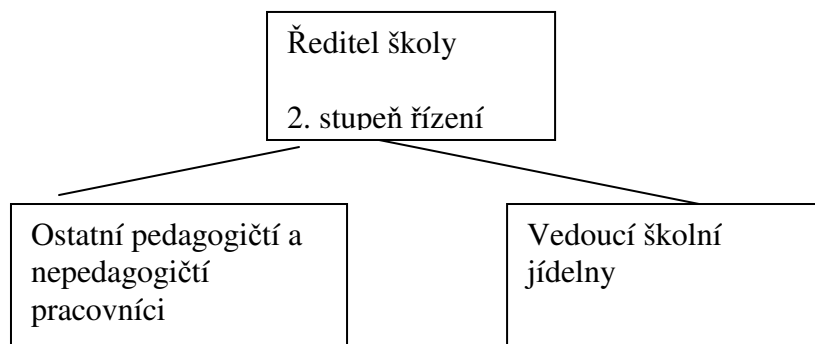 Ředitel školy
2. stupeň řízení
Ostatní pedagogičtí a
nepedagogičtí
pracovníci
Vedoucí školní
jídelny